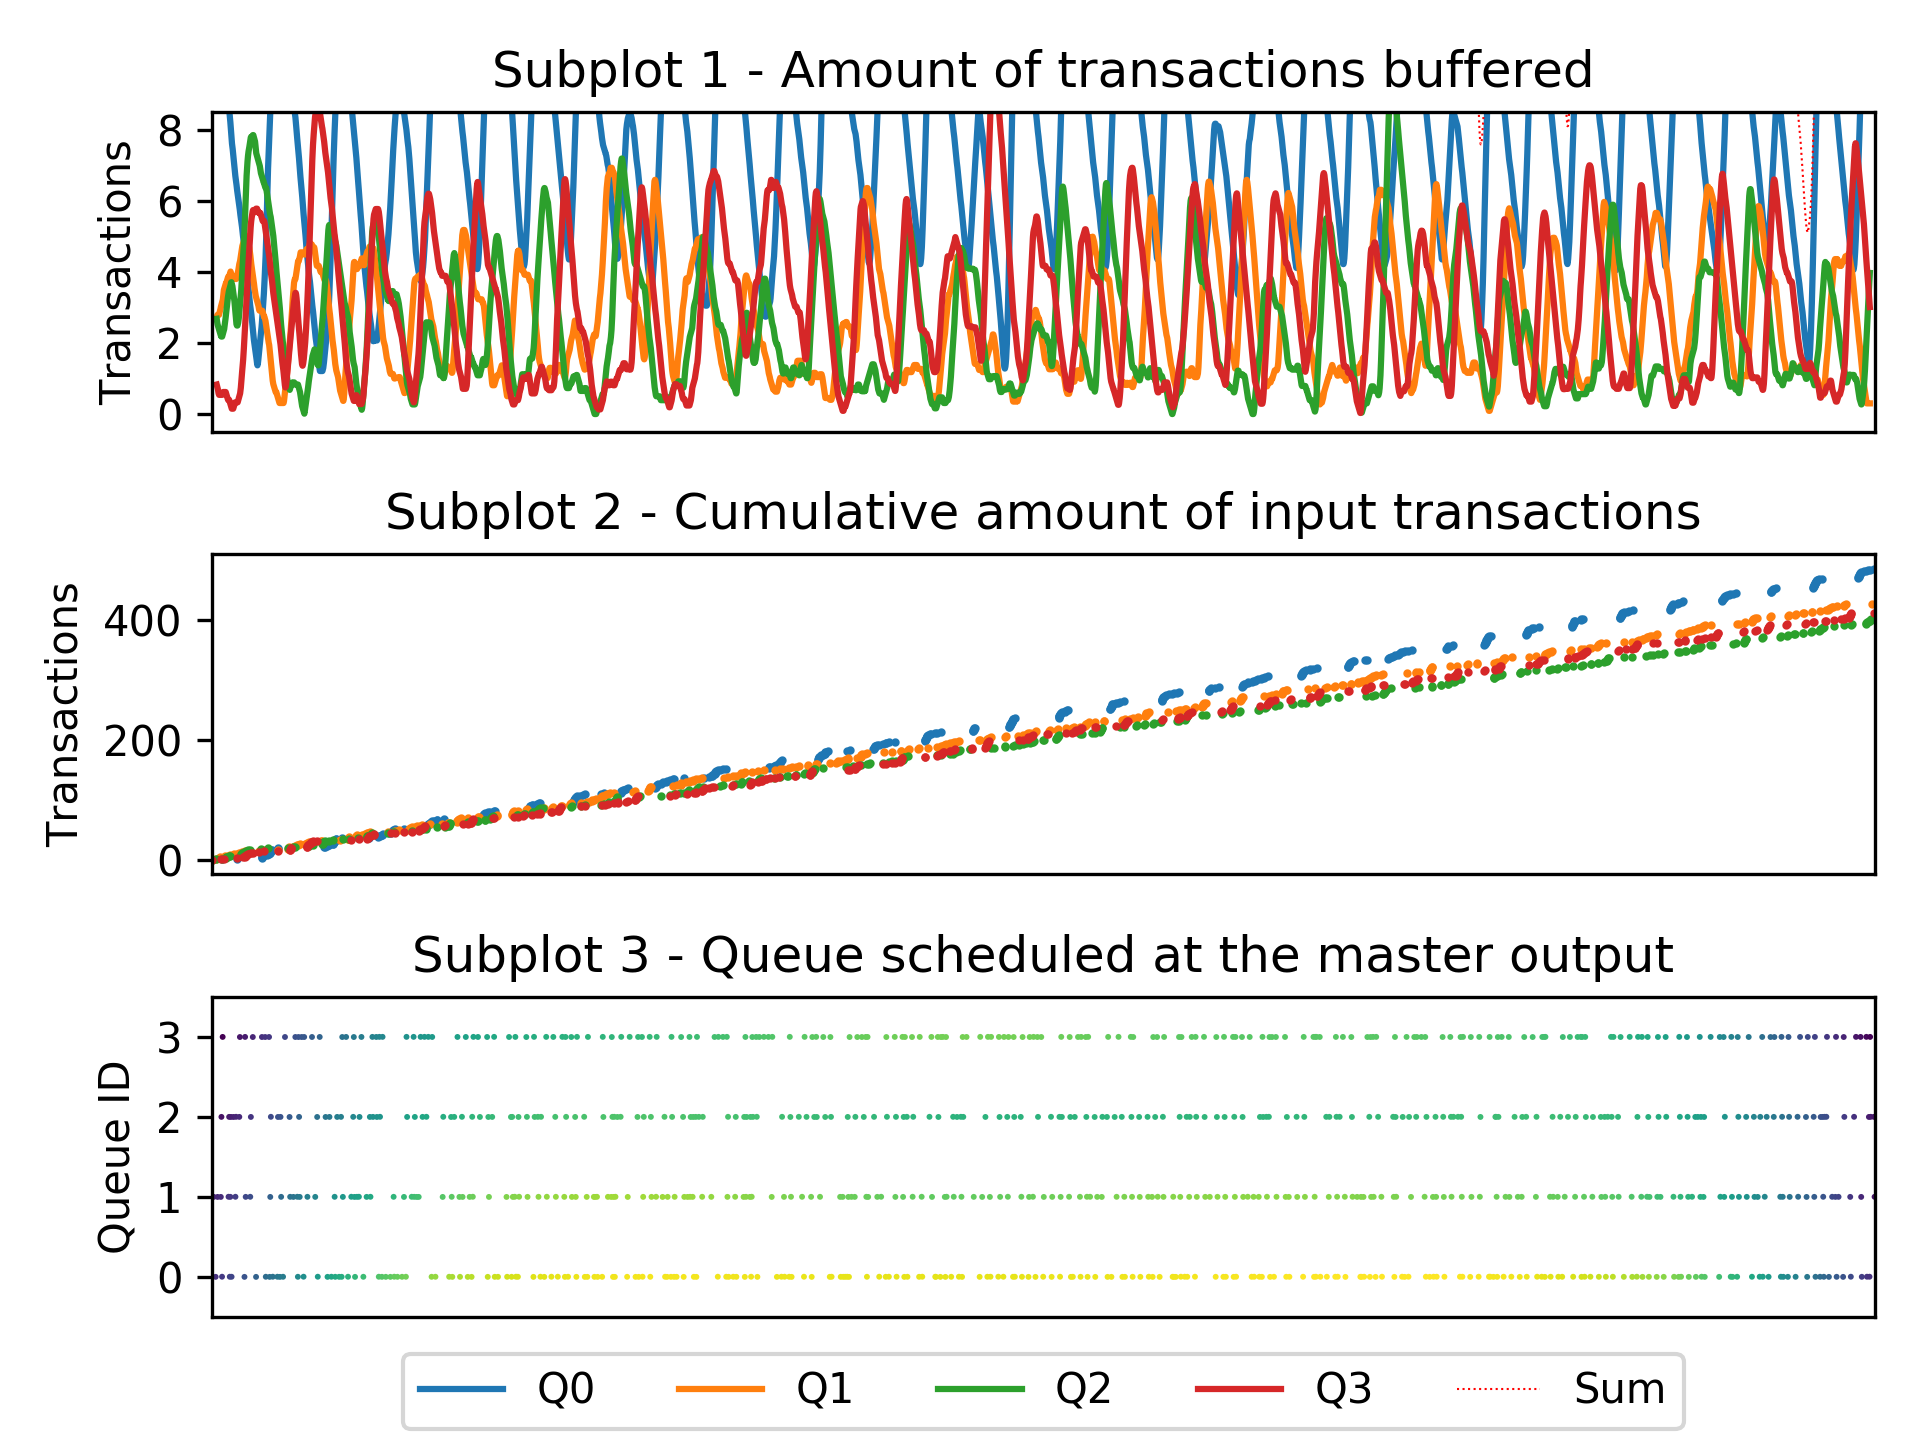 Subplot 1 - Amount of transactions buffered
Transactions
8
6
4
2
0
Subplot 2 - Cumulative amount of input transactions
Transactions
400
200
0
Subplot 3 - Queue scheduled at the master output
Queue ID
3
2
1
0
Q0 Q1 Q2 Q3 Sum